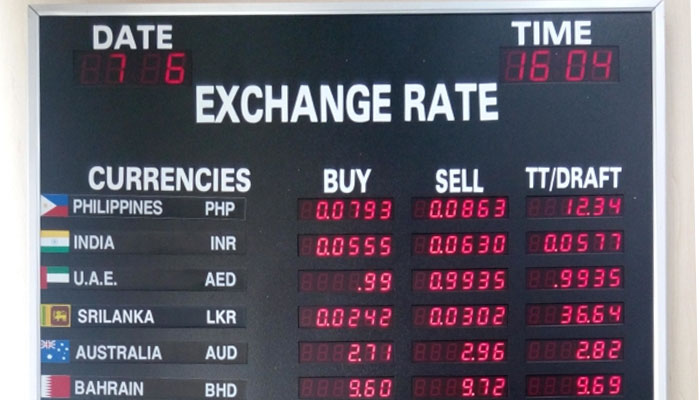 DATE TIME
7 6 16 04
EXCHANGE RATE
CURRENCIES BUY SELL TT/DRAFT
PHILIPPINES PHP 0.0793 0.0863 12.34
INDIA INR 0.0555 0.0630 0.0577
U.A.E. AED .99 0.9935 .9935
SRILANKA LKR 0.0242 0.0302 36.64
AUSTRALIA AUD 2.71 2.96 2.82
BAHRAIN BHD 9.60 9.72 9.69